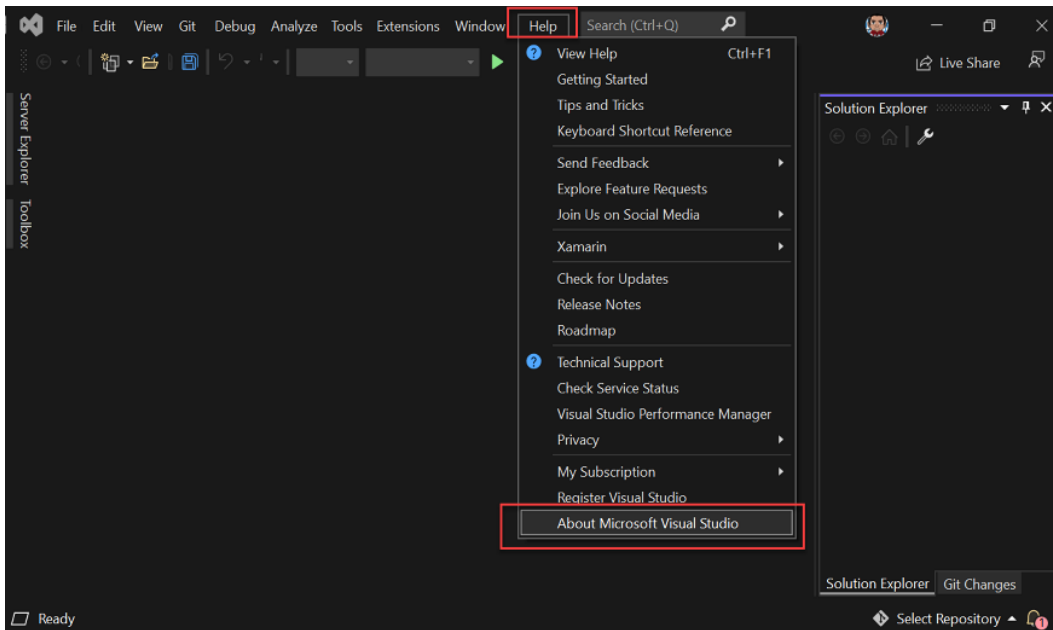 File Edit View Git Debug Analyze Tools Extensions Window Help Search (Ctrl+Q)
Live Share
Server Explorer
Toolbox
View Help Ctrl+F1
Getting Started
Tips and Tricks
Keyboard Shortcut Reference
Send Feedback
Explore Feature Requests
Join Us on Social Media
Xamarin
Check for Updates
Release Notes
Roadmap
Technical Support
Check Service Status
Visual Studio Performance Manager
Privacy
My Subscription
Register Visual Studio
About Microsoft Visual Studio
Solution Explorer
Solution Explorer Git Changes
Ready
Select Repository 1